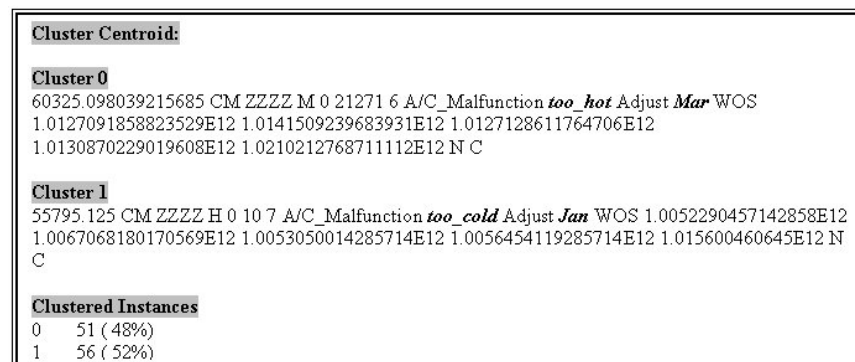 Cluster Centroid:
Cluster 0
60325.098039215685 CM ZZZZ M 0 21271 6 A/C_Malfunction too_hot Adjust Mar WOS
1.0127091858823529E12 1.0141509239683931E12 1.0127128611764706E12
1.0130870229019608E12 1.0210212768711112E12 N C
Cluster 1
55795.125 CM ZZZZ H 0 10 7 A/C_Malfunction too_cold Adjust Jan WOS 1.0052290457142858E12
1.0067068180170569E12 1.0053050014285714E12 1.0056454119285714E12 1.015600460645E12 N
C
Clustered Instances
0 51 ( 48%)
1 56 ( 52%)